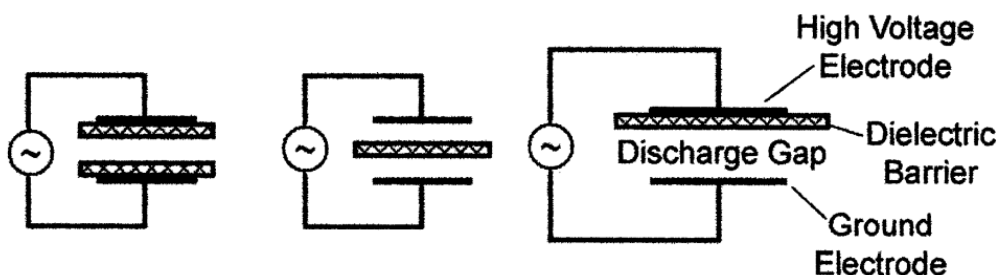 High Voltage
Electrode
Discharge Gap
Dielectric
Barrier
Ground
Electrode